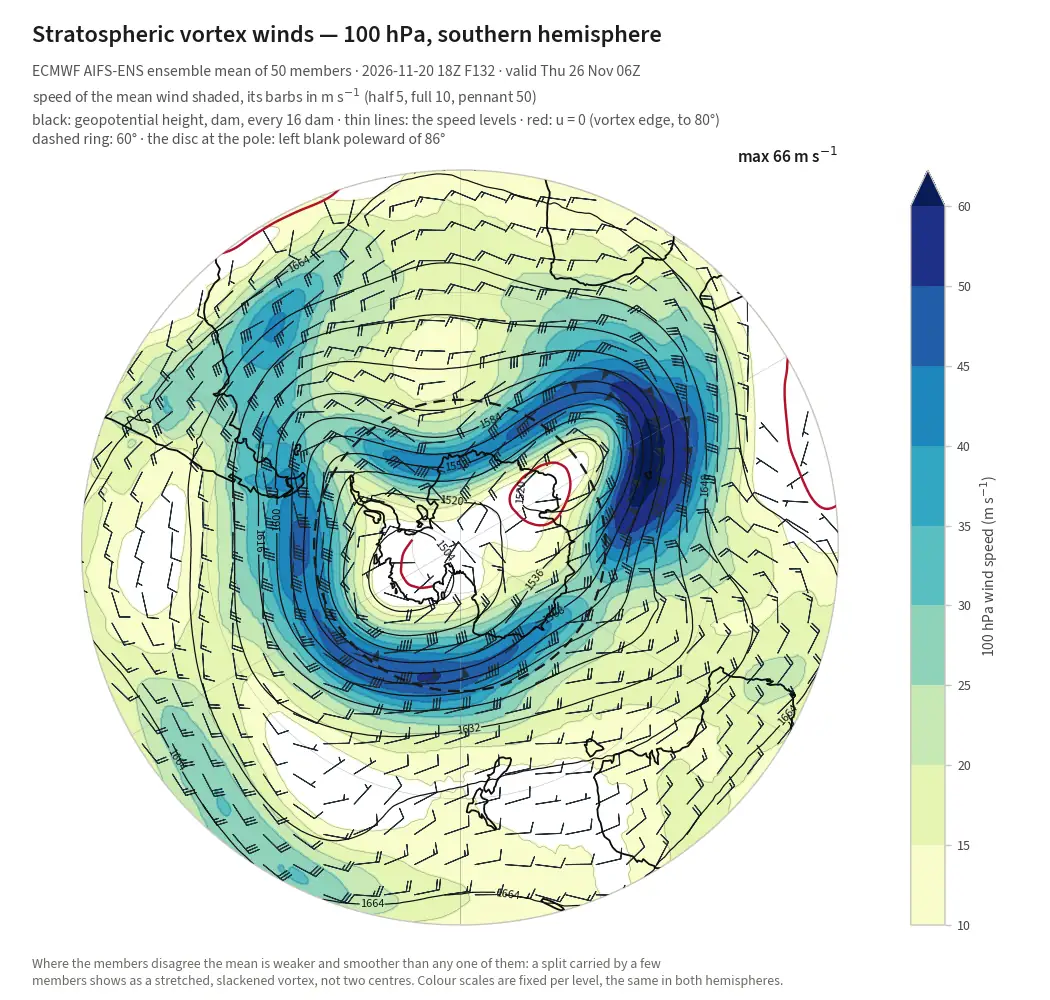 Stratospheric vortex winds — 100 hPa, southern hemisphere
ECMWF AIFS-ENS ensemble mean of 50 members · 2026-11-20 18Z F132 · valid Thu 26 Nov 06Z
speed of the mean wind shaded, its barbs in m s⁻¹ (half 5, full 10, pennant 50)
black: geopotential height, dam, every 16 dam · thin lines: the speed levels · red: u = 0 (vortex edge, to 80°)
dashed ring: 60° · the disc at the pole: left blank poleward of 86°
max 66 m s⁻¹
60
50
45
40
35
30
25
20
15
10
100 hPa wind speed (m s⁻¹)
1664
1584
1520
1520
1504
1536
1600
1616
1648
1632
1664
1664
1664
1664
Where the members disagree the mean is weaker and smoother than any one of them: a split carried by a few
members shows as a stretched, slackened vortex, not two centres. Colour scales are fixed per level, the same in both hemispheres.